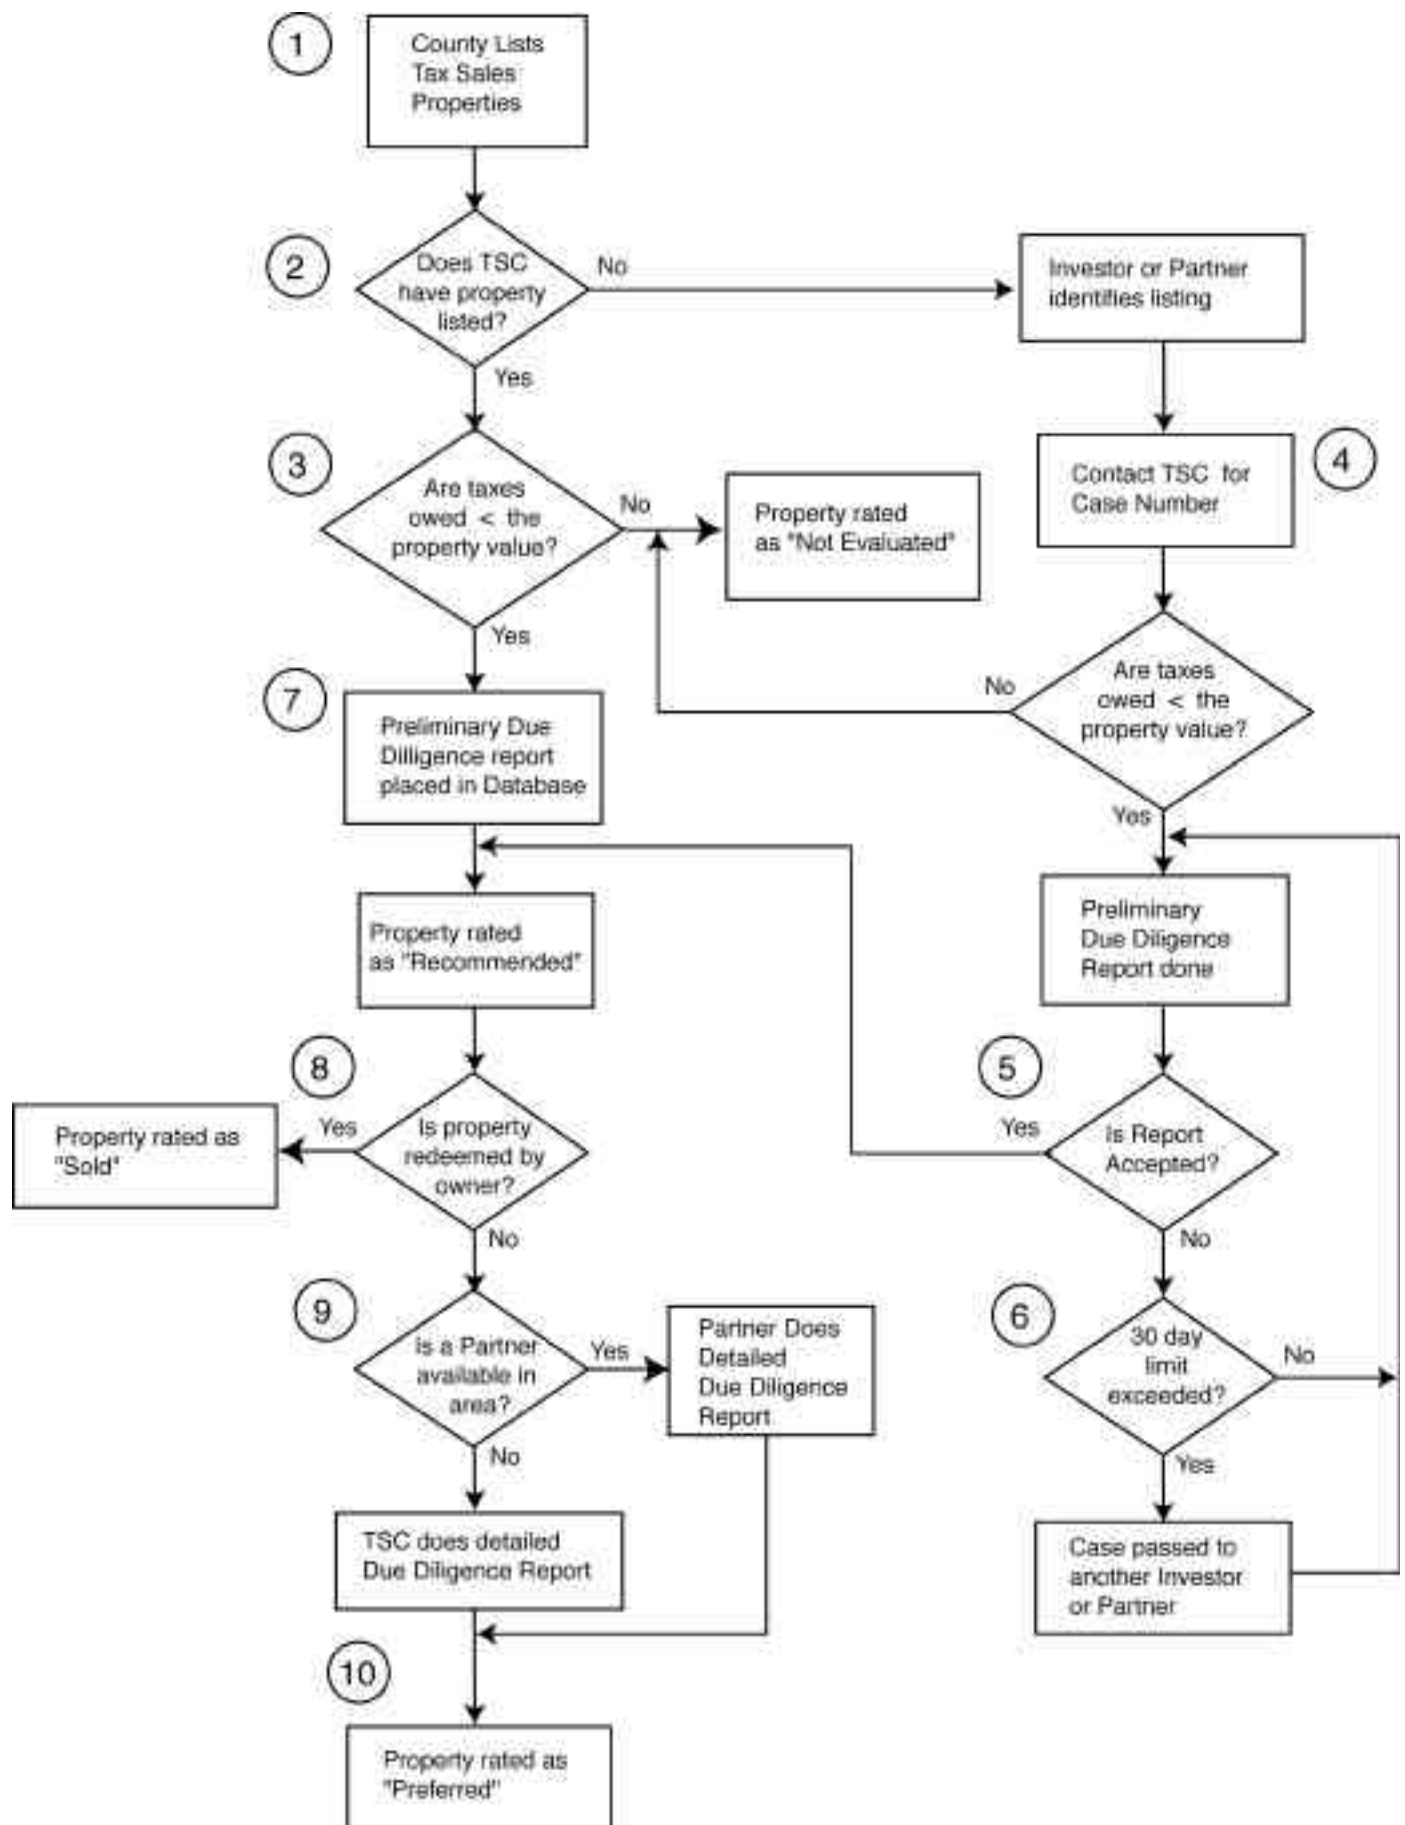 1
County Lists
Tax Sales
Properties
2
Does TSC
have property
listed?
No
Investor or Partner
identifies listing
Yes
3
Are taxes
owed < the
property value?
No
Property rated
as "Not Evaluated"
Contact TSC for
Case Number
4
Yes
No
Are taxes
owed < the
property value?
7
Preliminary Due
Dilligence report
placed in Database
Yes
Property rated
as "Recommended"
Preliminary
Due Diligence
Report done
8
5
Property rated as
"Sold"
Yes
Is property
redeemed by
owner?
Yes
Is Report
Accepted?
No
No
9
Is a Partner
available in
area?
Yes
Partner Does
Detailed
Due Diligence
Report
6
30 day
limit
exceeded?
No
No
Yes
TSC does detailed
Due Diligence Report
Case passed to
another Investor
or Partner
10
Property rated as
"Preferred"